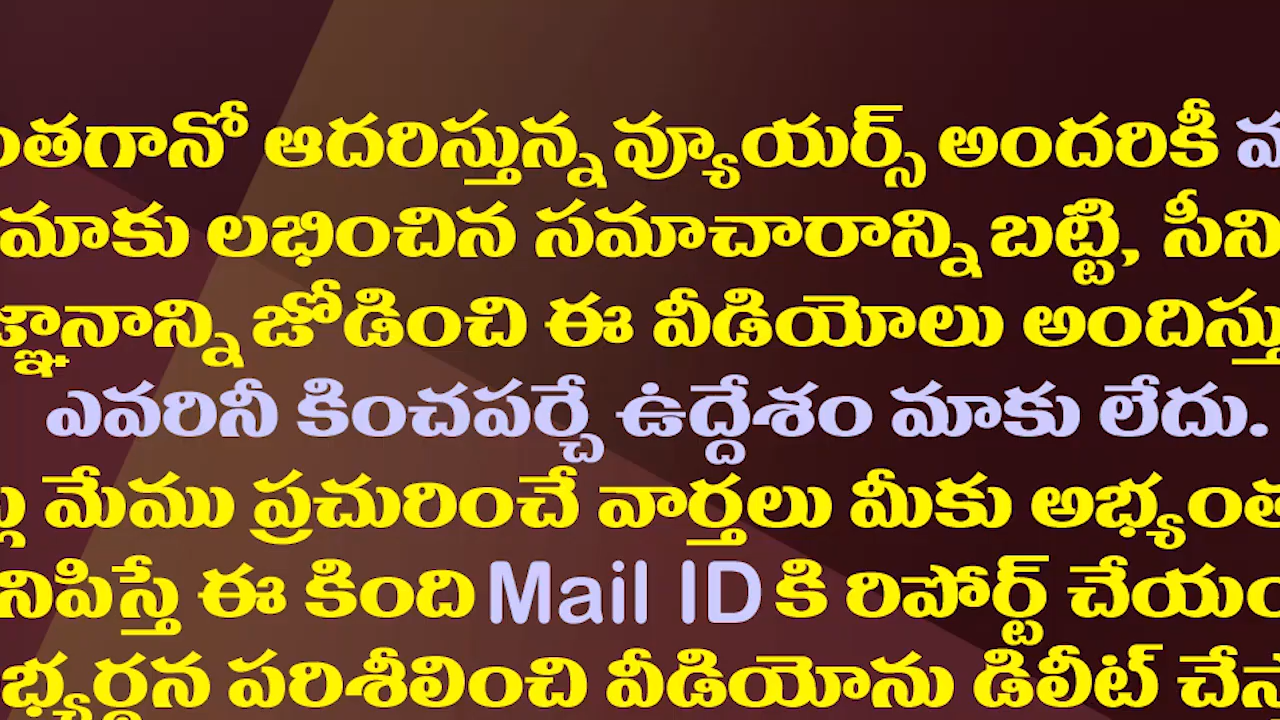 ంతగానో ఆదరిస్తున్న వ్యూయర్స్ అందరికీ
మాకు లభించిన సమాచారాన్ని బట్టి, సీని
జ్ఞానాన్ని జోడించి ఈ వీడియోలు అందిస్తు
ఎవరినీ కించపర్చే ఉద్దేశం మాకు లేదు.
మేము ప్రచురించే వార్తలు మీకు అభ్యంత
నిపిస్తే ఈ కింది Mail ID కి రిపోర్ట్ చేయం
భ్యర్థన పరిశీలించి వీడియోను డిలీట్ చేస